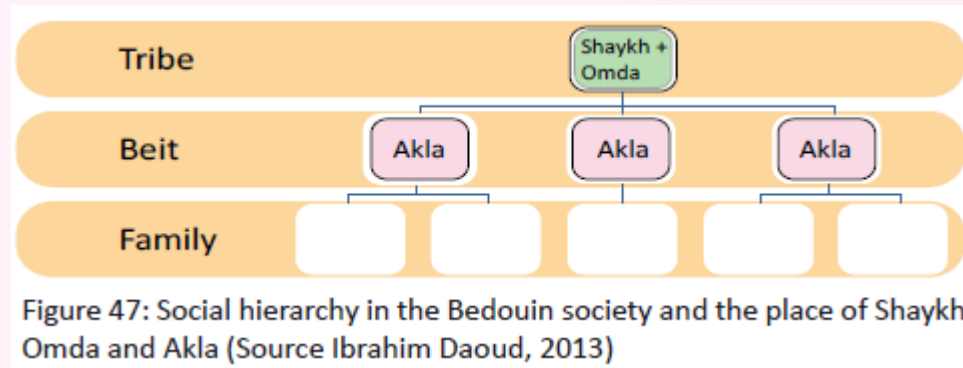 Tribe
Shaykh +
Omda
Beit
Akla
Akla
Akla
Family
Figure 47: Social hierarchy in the Bedouin society and the place of Shaykh
Omda and Akla (Source Ibrahim Daoud, 2013)